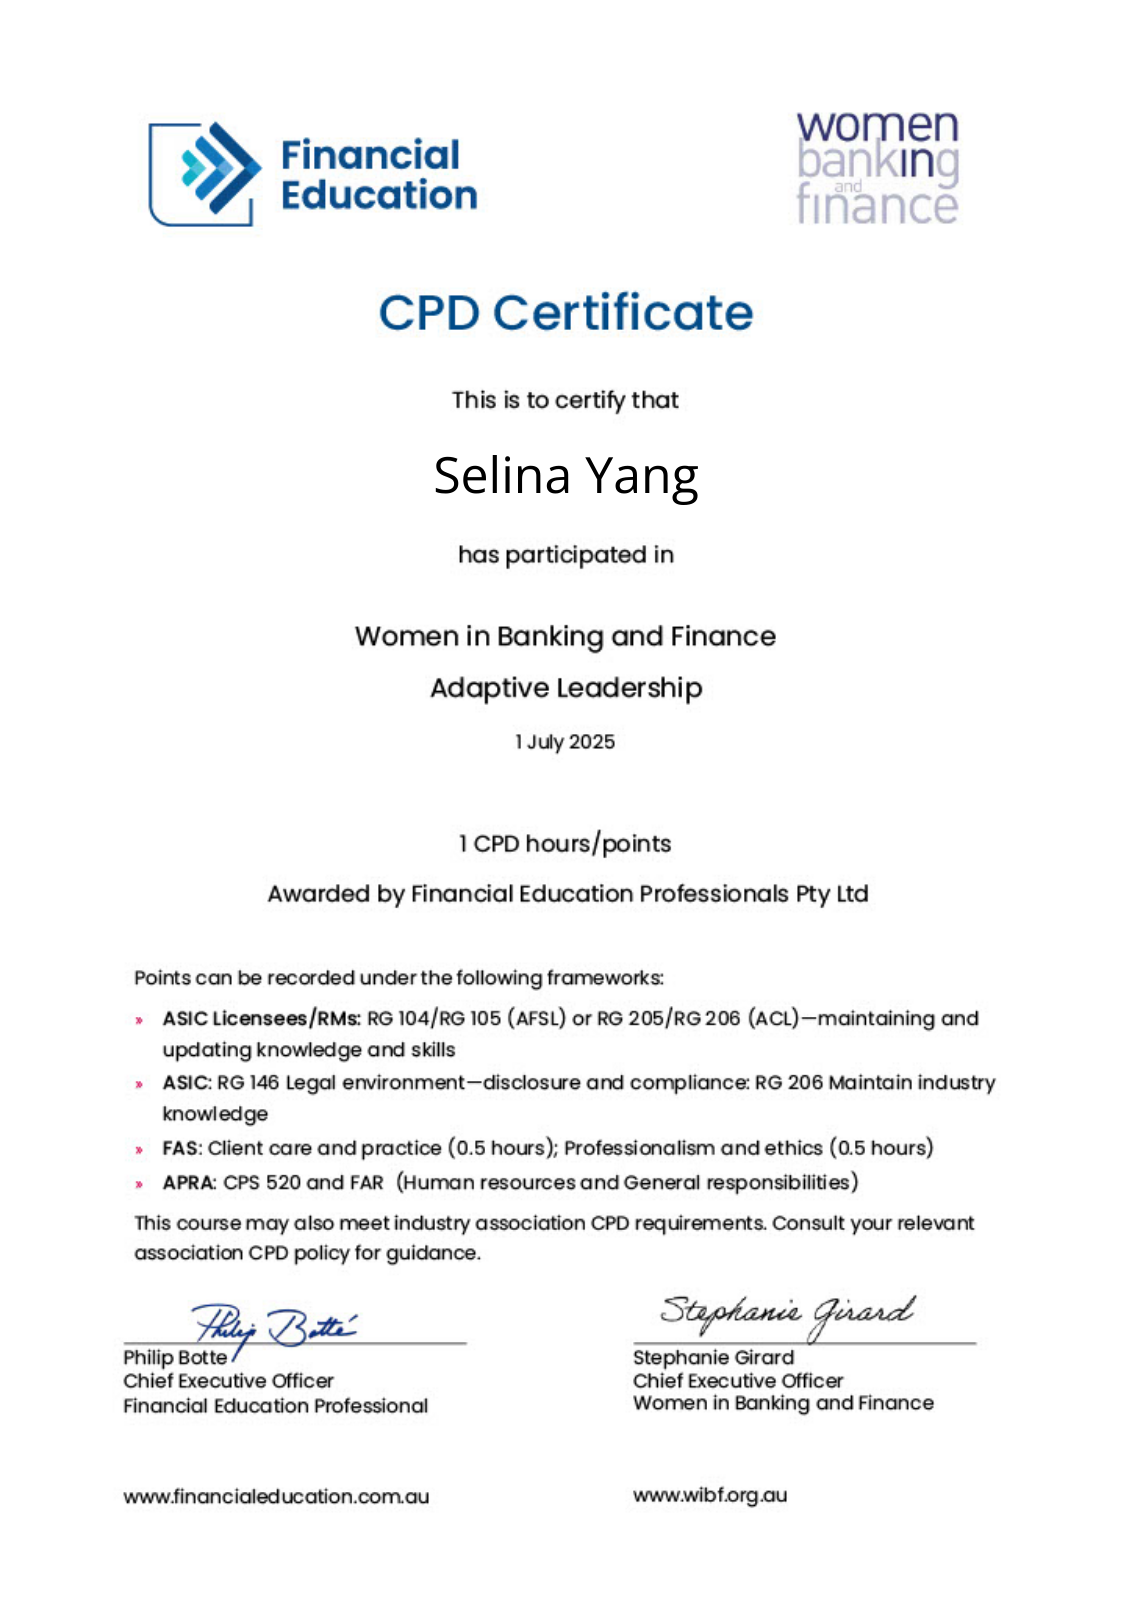 Financial
Education
women
banking
and
finance
CPD Certificate
This is to certify that
Selina Yang
has participated in
Women in Banking and Finance
Adaptive Leadership
1 July 2025
1 CPD hours/points
Awarded by Financial Education Professionals Pty Ltd
Points can be recorded under the following frameworks:
» ASIC Licensees/RMs: RG 104/RG 105 (AFSL) or RG 205/RG 206 (ACL)—maintaining and
updating knowledge and skills
» ASIC: RG 146 Legal environment—disclosure and compliance: RG 206 Maintain industry
knowledge
» FAS: Client care and practice (0.5 hours); Professionalism and ethics (0.5 hours)
» APRA: CPS 520 and FAR (Human resources and General responsibilities)
This course may also meet industry association CPD requirements. Consult your relevant
association CPD policy for guidance.
Philip Botté
Philip Botte
Chief Executive Officer
Financial Education Professional
www.financialeducation.com.au
Stephanie Girard
Stephanie Girard
Chief Executive Officer
Women in Banking and Finance
www.wibf.org.au